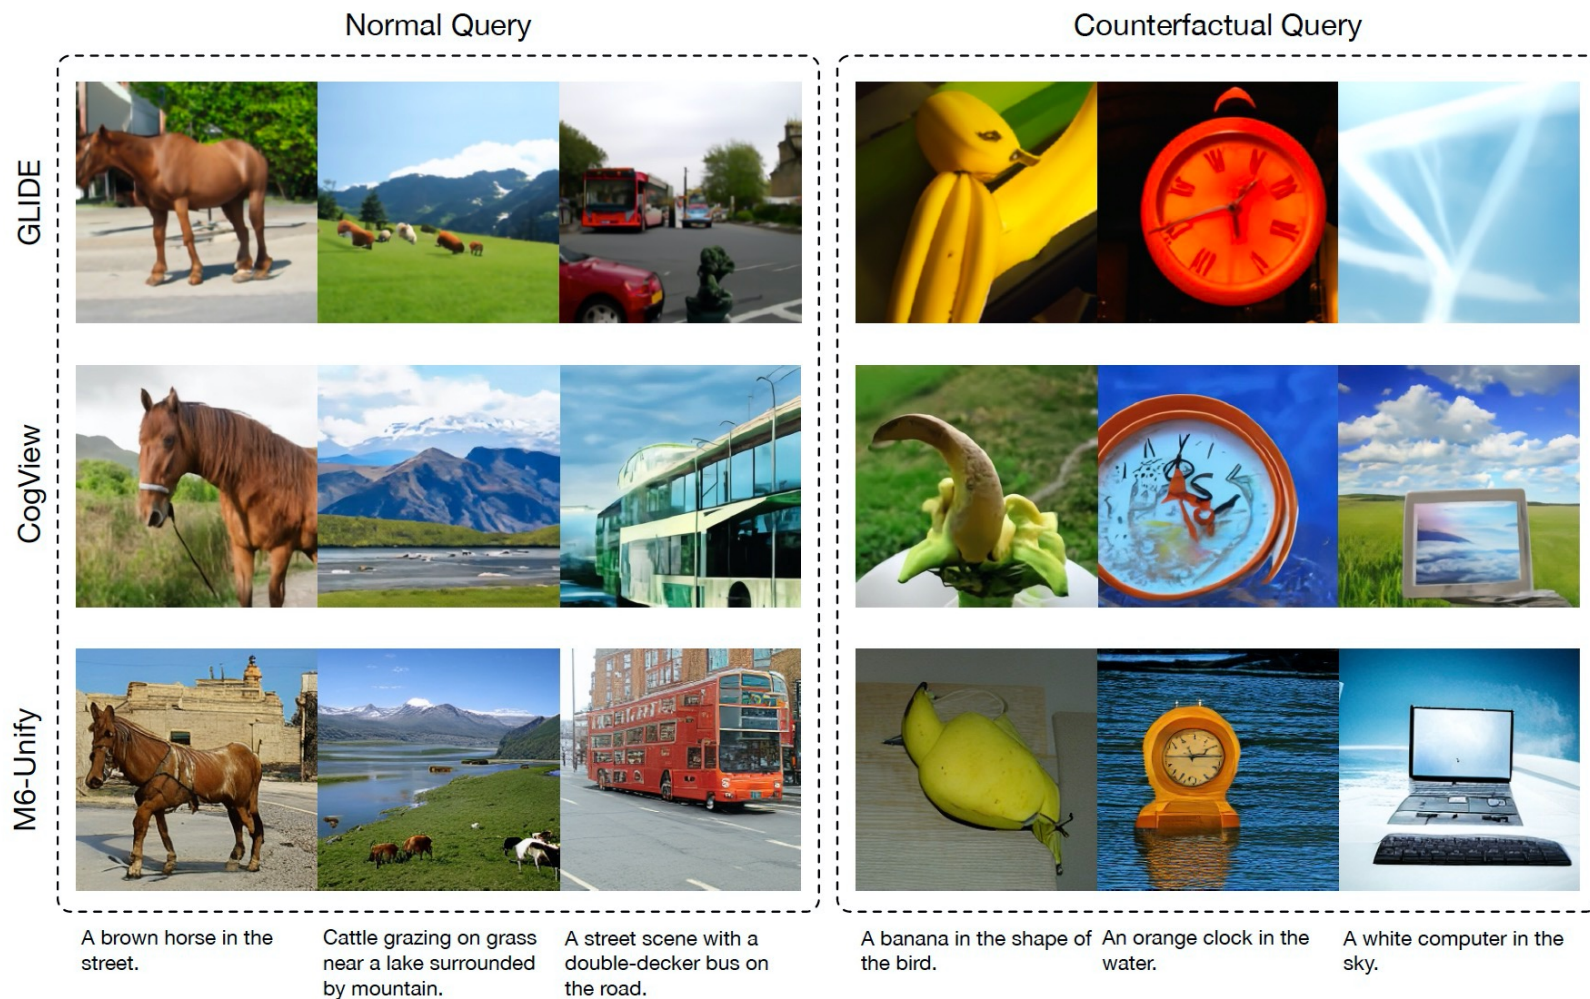 Normal Query
Counterfactual Query
GLIDE
CogView
M6-Unify
A brown horse in the
street.
Cattle grazing on grass
near a lake surrounded
by mountain.
A street scene with a
double-decker bus on
the road.
A banana in the shape of
the bird.
An orange clock in the
water.
A white computer in the
sky.